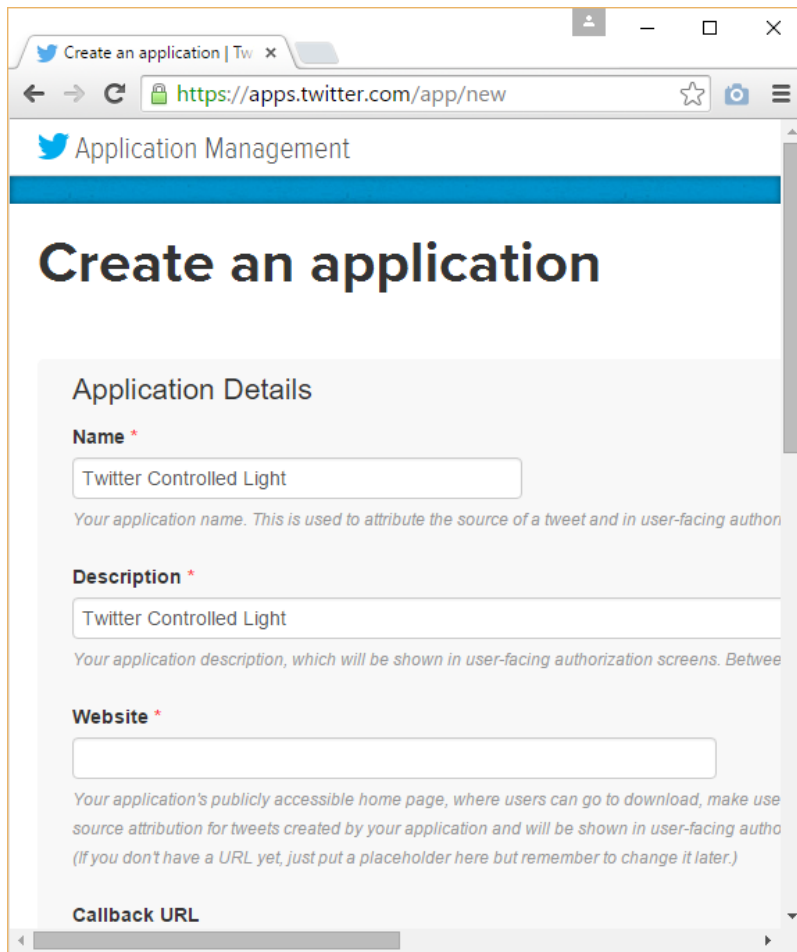 Create an application | Tw
https://apps.twitter.com/app/new
Application Management
Create an application
Application Details
Name *
Twitter Controlled Light
Your application name. This is used to attribute the source of a tweet and in user-facing authori
Description *
Twitter Controlled Light
Your application description, which will be shown in user-facing authorization screens. Betwee
Website *
Your application's publicly accessible home page, where users can go to download, make use
source attribution for tweets created by your application and will be shown in user-facing autho
(If you don't have a URL yet, just put a placeholder here but remember to change it later.)
Callback URL